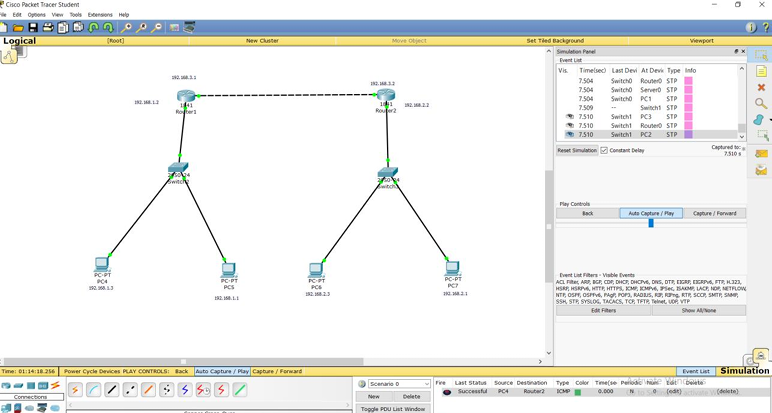 Cisco Packet Tracer Student
File Edit Options View Tools Extensions Help
Logical [Root] New Cluster Move Object Set Tiled Background Viewport
192.168.3.1
192.168.1.2
1841
Router1
192.168.3.2
192.168.2.2
1841
Router2
2950-24
2950-24
PC-PT
PC4
192.168.1.3
PC-PT
PC5
192.168.1.1
PC-PT
PC6
192.168.2.3
PC-PT
PC7
192.168.2.1
Simulation Panel
Event List
Vis. Time(sec) Last Devi At Devic Type Info
7.504 Switch0 Router0 STP
7.504 Switch0 Server0 STP
7.504 Switch0 PC1 STP
7.509 -- Switch1 STP
7.510 Switch1 PC3 STP
7.510 Switch1 Router0 STP
7.510 Switch1 PC2 STP
Reset Simulation Constant Delay Captured to:
7.510 s
Play Controls
Back Auto Capture / Play Capture / Forward
Event List Filters - Visible Events
ACL Filter, ARP, BGP, CDP, DHCP, DHCPv6, DNS, DTP, EIGRP, EIGRPv6, FTP, H.323,
HSRP, HSRPv6, HTTP, HTTPS, ICMP, ICMPv6, IPSec, ISAKMP, LACP, NDP, NETFLOW,
NTP, OSPF, OSPFv6, PAgP, POP3, RADIUS, RIP, RIPng, RTP, SCCP, SMTP, SNMP,
SSH, STP, SYSLOG, TACACS, TCP, TFTP, Telnet, UDP, VTP
Edit Filters Show All/None
Time: 01:14:18.256 Power Cycle Devices PLAY CONTROLS: Back Auto Capture / Play Capture / Forward Event List Simulation
Connections
Scenario 0
New Delete
Toggle PDU List Window
Fire Last Status Source Destination Type Color Time(sec Periodic Num Edit Delete
Successful PC4 Router2 ICMP 0.000 N 0 (edit) (delete)